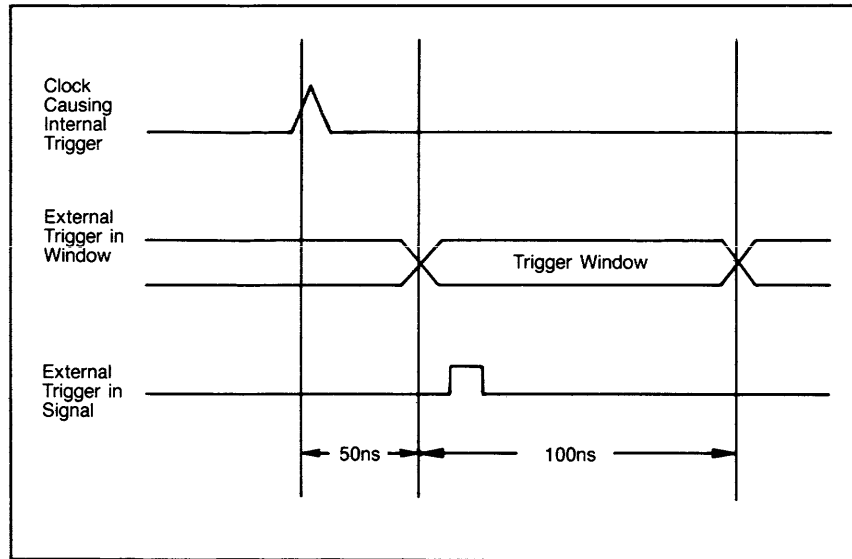 Clock
Causing
Internal
Trigger
External
Trigger in
Window
Trigger Window
External
Trigger in
Signal
50ns
100ns